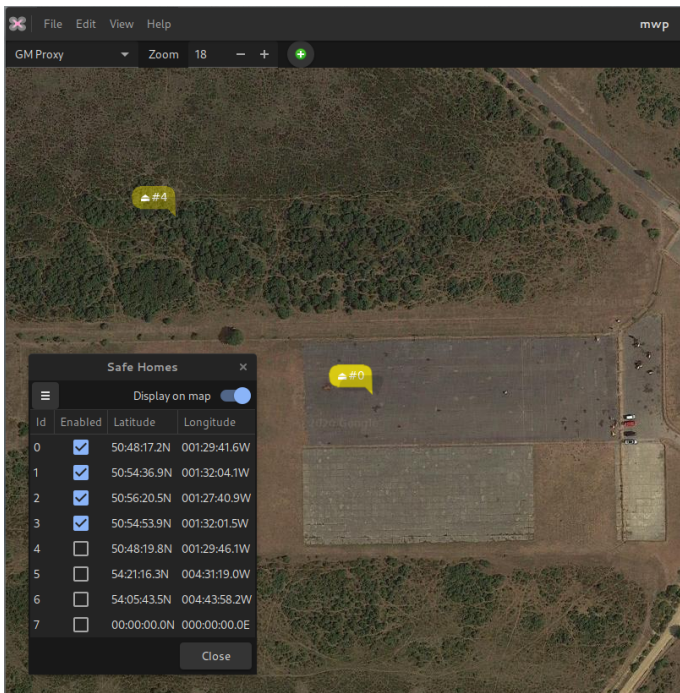 File Edit View Help mwp
GM Proxy Zoom 18 − +
⏏#4
⏏#0
Safe Homes ×
Display on map
Id Enabled Latitude Longitude
0 50:48:17.2N 001:29:41.6W
1 50:54:36.9N 001:32:04.1W
2 50:56:20.5N 001:27:40.9W
3 50:54:53.9N 001:32:01.5W
4 50:48:19.8N 001:29:46.1W
5 54:21:16.3N 004:31:19.0W
6 54:05:43.5N 004:43:58.2W
7 00:00:00.0N 000:00:00.0E
Close